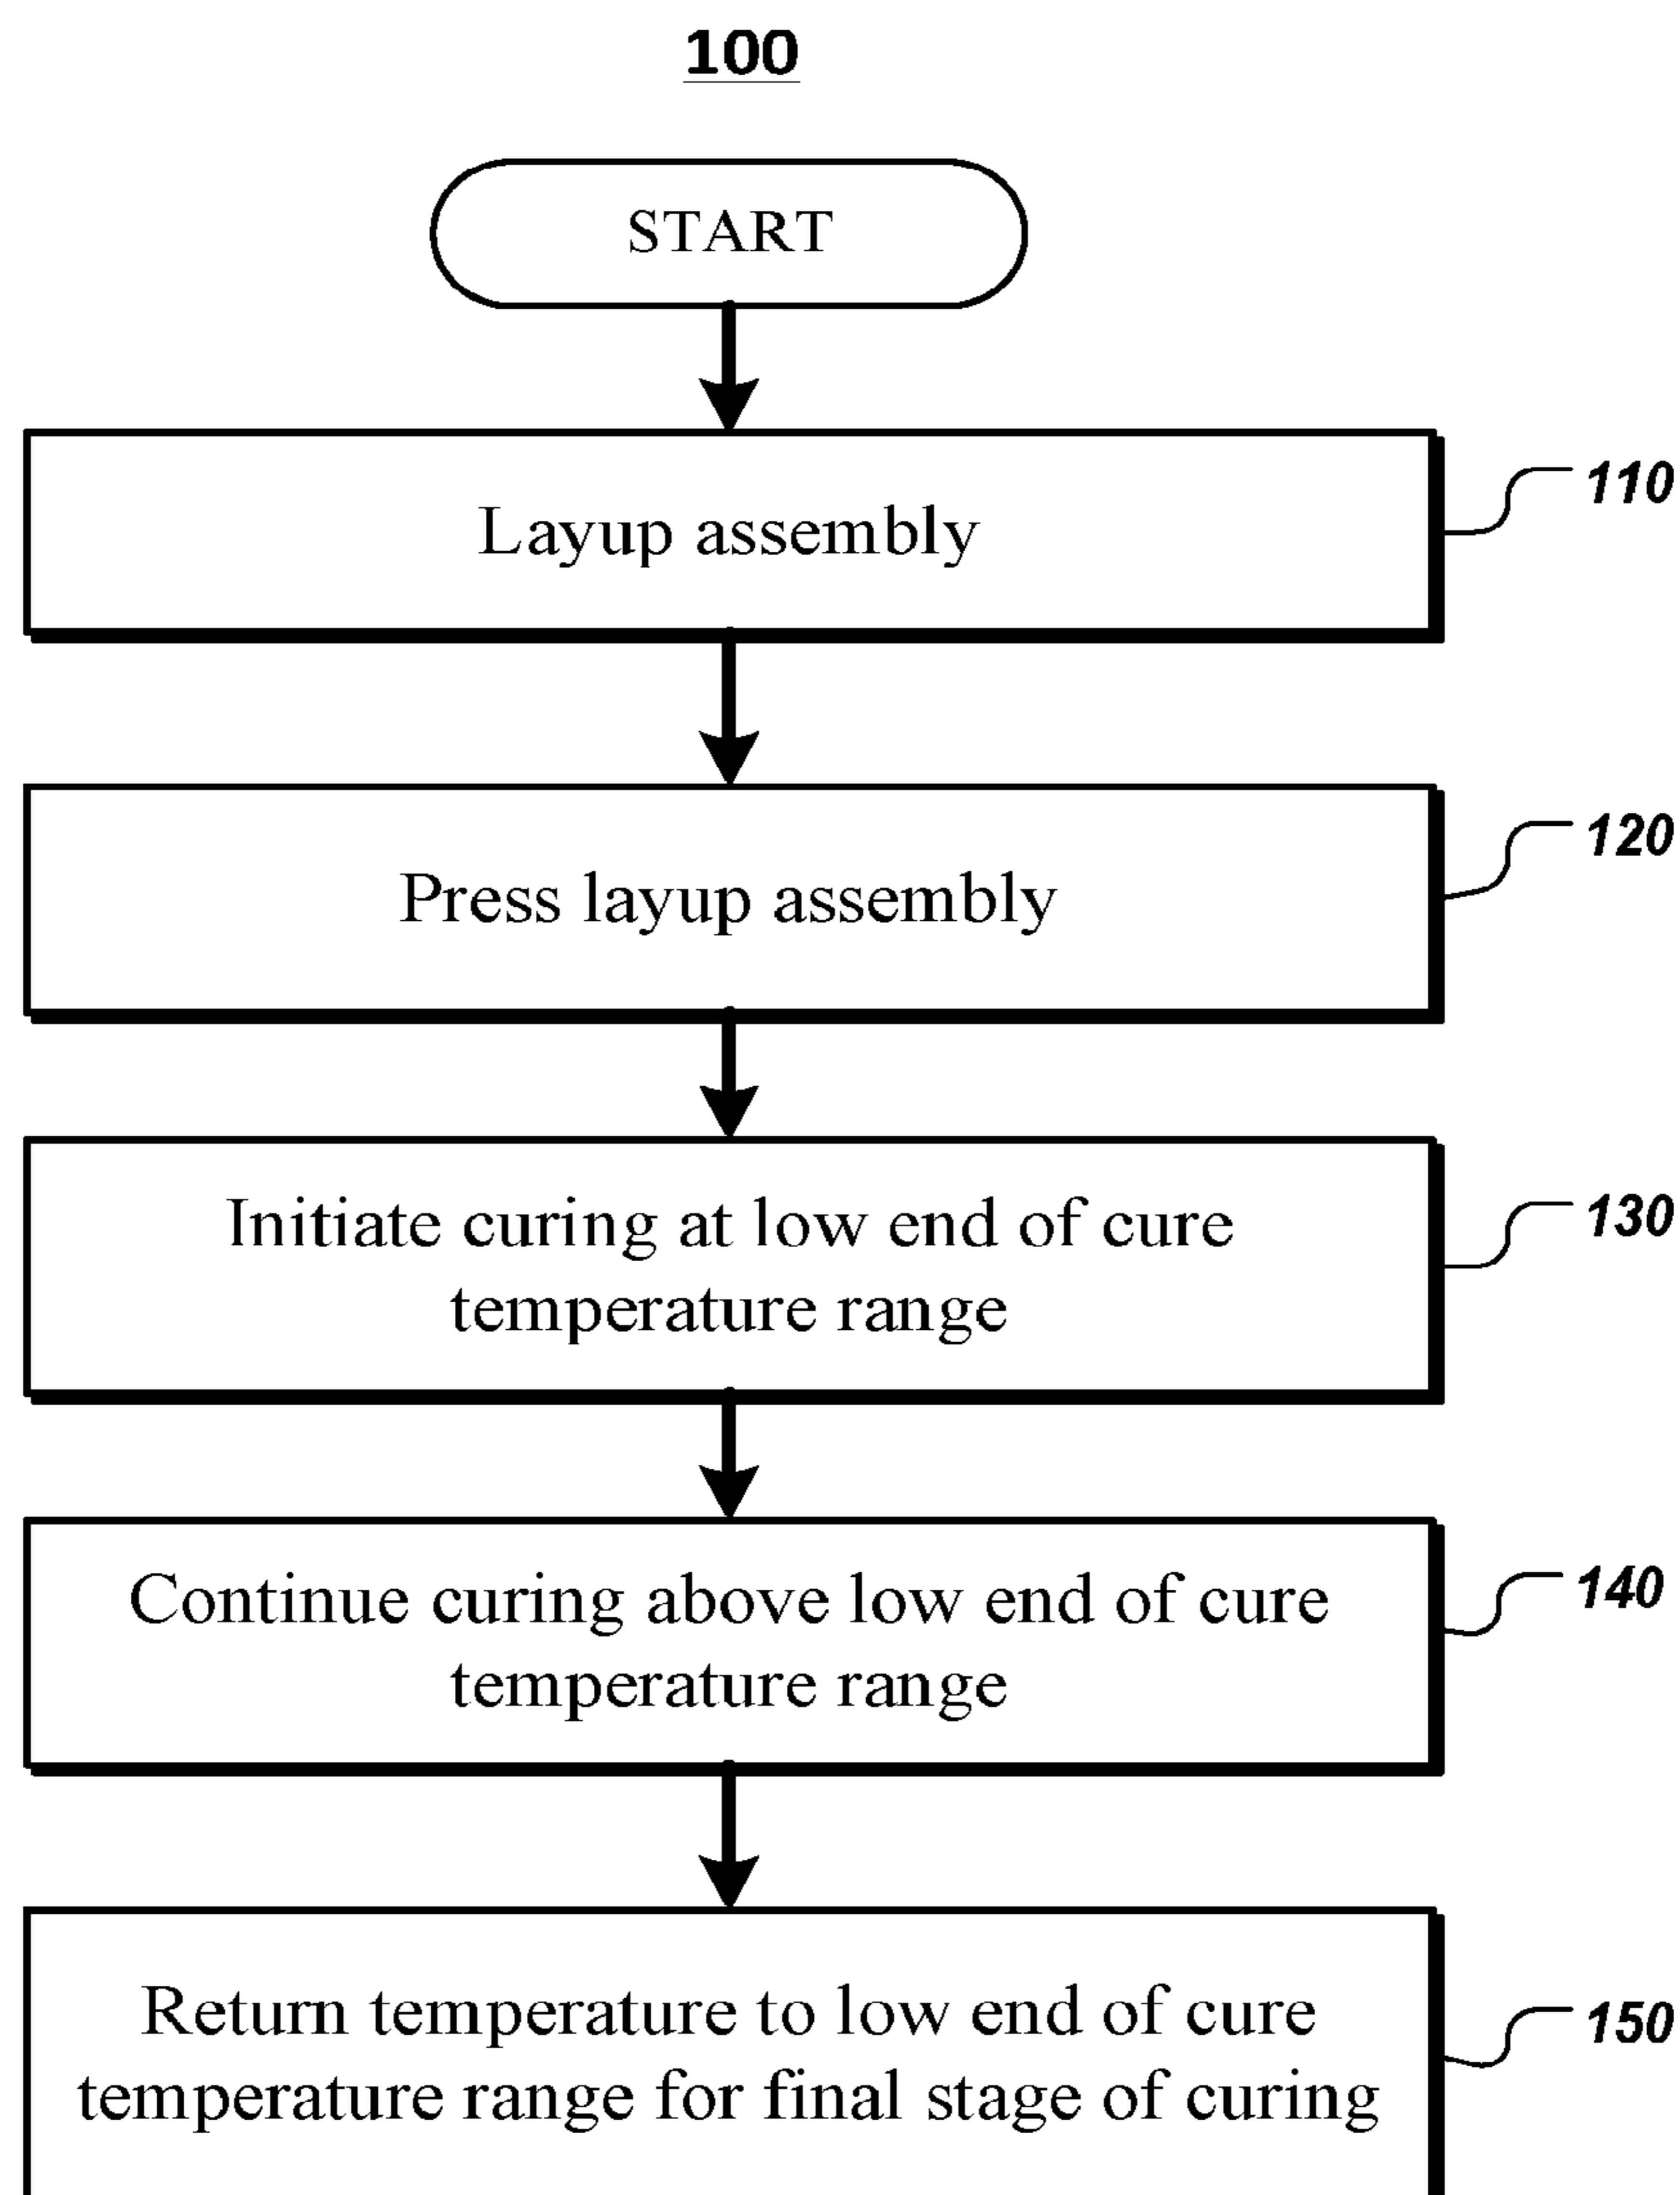 100
START
Layup assembly
110
Press layup assembly
120
Initiate curing at low end of cure
temperature range
130
Continue curing above low end of cure
temperature range
140
Return temperature to low end of cure
temperature range for final stage of curing
150